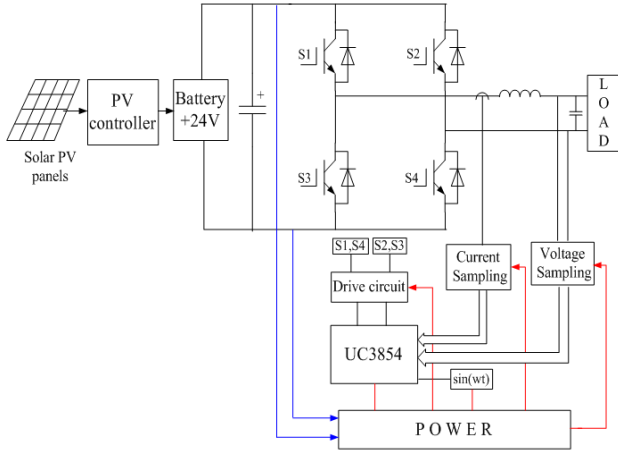 S1
S2
PV
controller
Battery
+24V
+
L
O
A
D
Solar PV
panels
S3
S4
S1,S4
S2,S3
Current
Sampling
Voltage
Sampling
Drive circuit
UC3854
sin(wt)
P O W E R